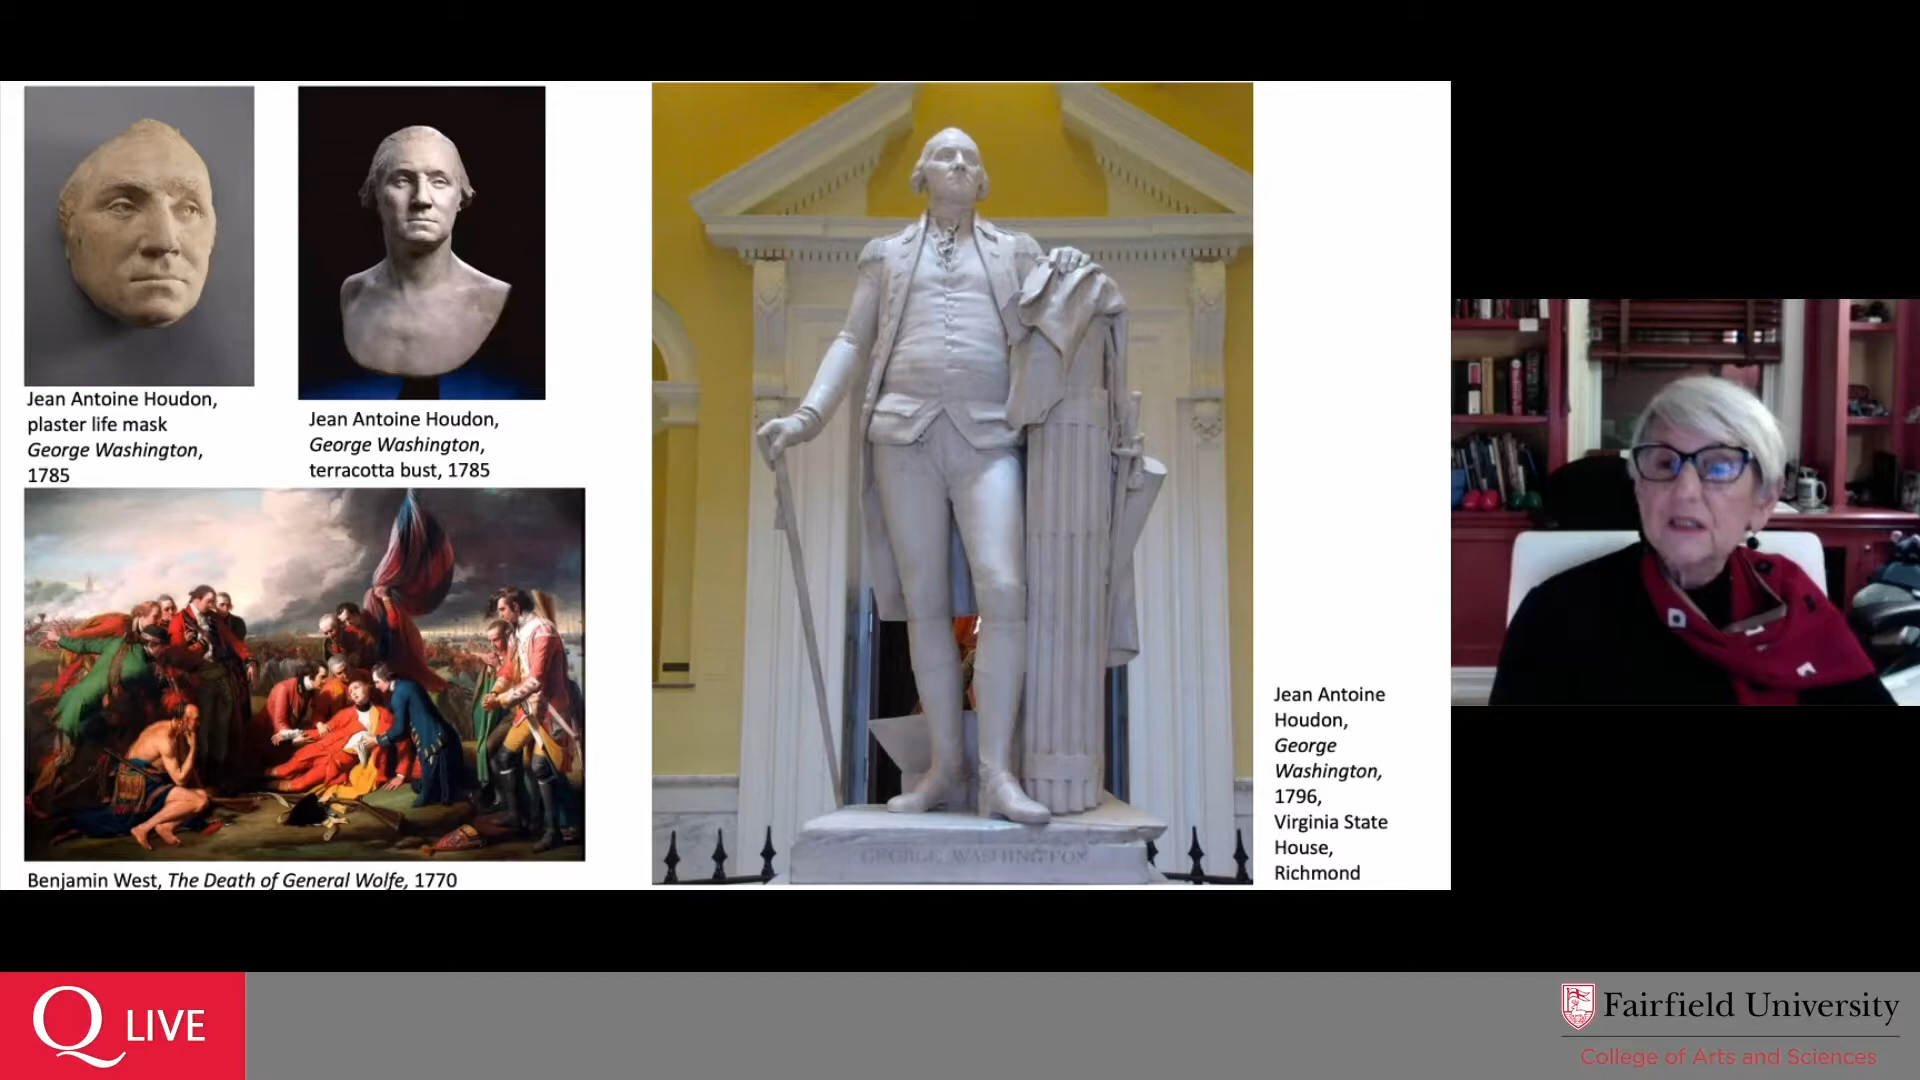 Jean Antoine Houdon,
plaster life mask
George Washington,
1785
Jean Antoine Houdon,
George Washington,
terracotta bust, 1785
Benjamin West, The Death of General Wolfe, 1770
GEORGE WASHINGTON
Jean Antoine
Houdon,
George
Washington,
1796,
Virginia State
House,
Richmond
Q LIVE
Fairfield University
College of Arts and Sciences